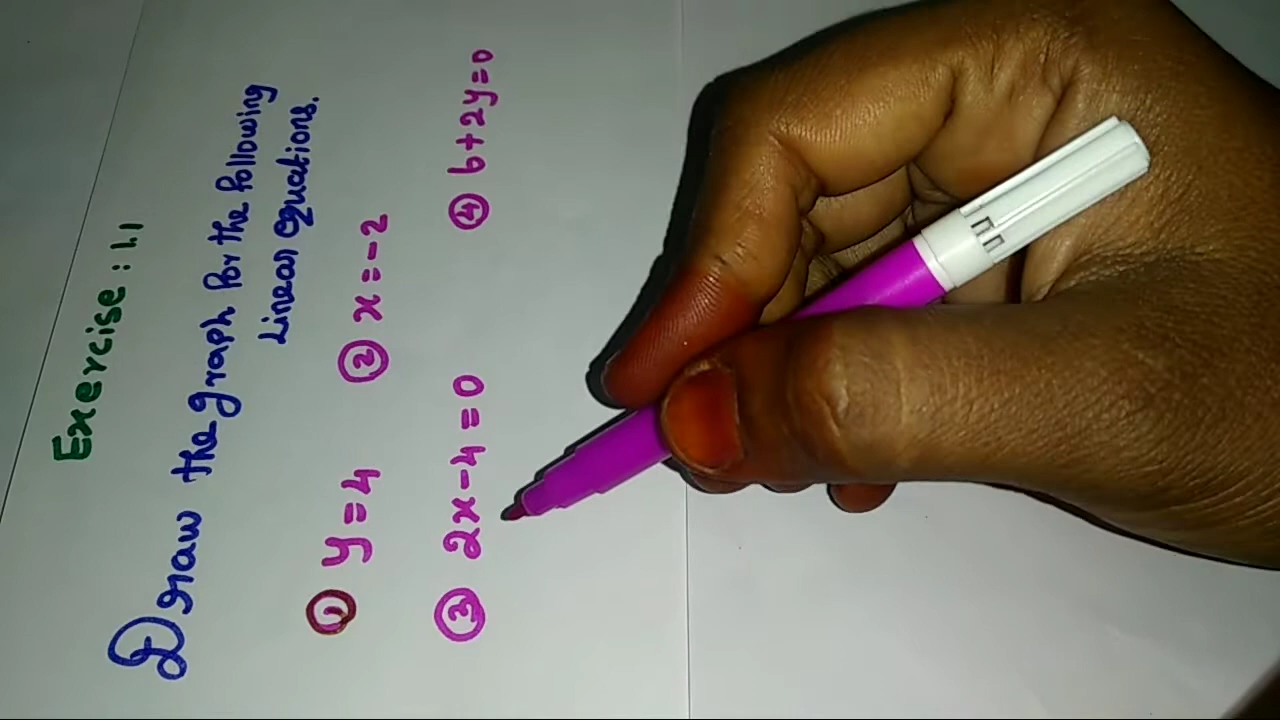 Exercise : 1.1
Draw the graph for the following
Linear equations.
① y = 4 ② x = -2
③ 2x - 4 = 0 ④ 6 + 2y = 0